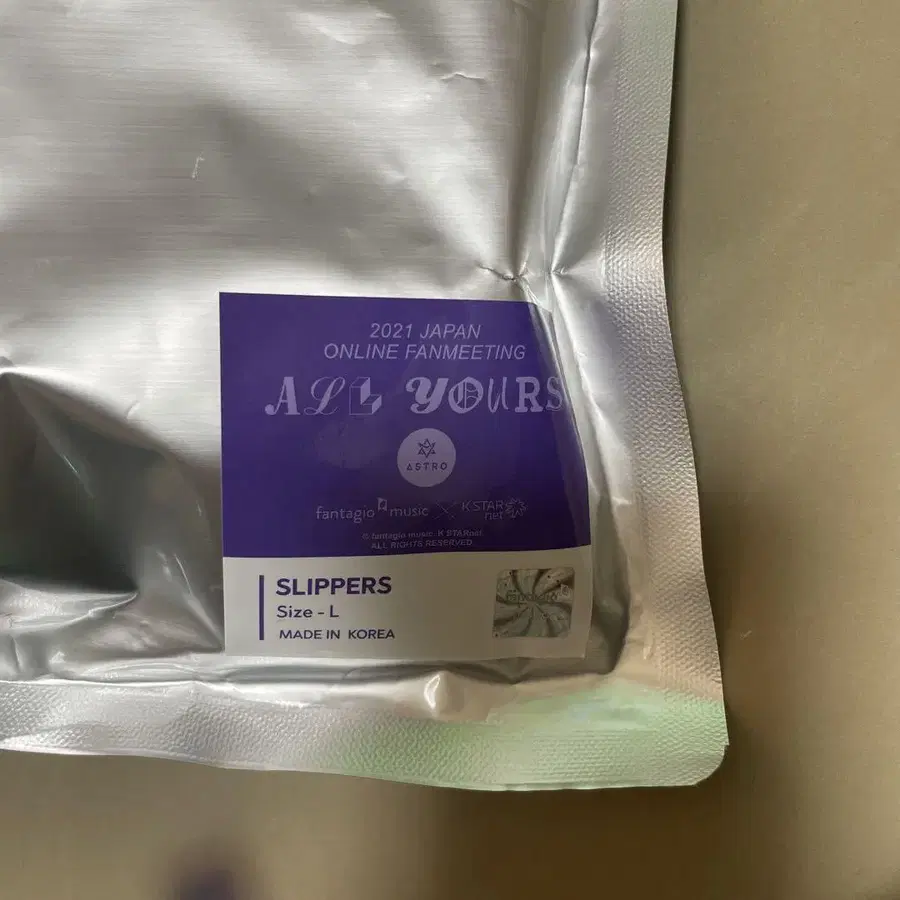 2021 JAPAN
ONLINE FANMEETING
ALL YOURS
ASTRO
fantagio music × K STAR net
© fantagio music. K STARnet
ALL RIGHTS RESERVED.
SLIPPERS
Size - L
MADE IN KOREA
fantagio